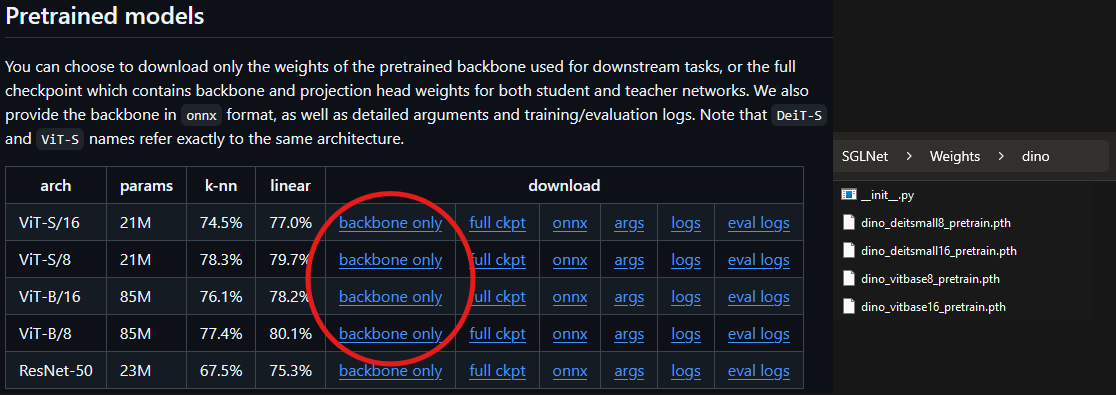 Pretrained models
You can choose to download only the weights of the pretrained backbone used for downstream tasks, or the full
checkpoint which contains backbone and projection head weights for both student and teacher networks. We also
provide the backbone in onnx format, as well as detailed arguments and training/evaluation logs. Note that DeiT-S
and ViT-S names refer exactly to the same architecture.
arch params k-nn linear download
ViT-S/16 21M 74.5% 77.0% backbone only full ckpt onnx args logs eval logs
ViT-S/8 21M 78.3% 79.7% backbone only full ckpt onnx args logs eval logs
ViT-B/16 85M 76.1% 78.2% backbone only full ckpt onnx args logs eval logs
ViT-B/8 85M 77.4% 80.1% backbone only full ckpt onnx args logs eval logs
ResNet-50 23M 67.5% 75.3% backbone only full ckpt onnx args logs eval logs
SGLNet > Weights > dino
__init__.py
dino_deitsmall8_pretrain.pth
dino_deitsmall16_pretrain.pth
dino_vitbase8_pretrain.pth
dino_vitbase16_pretrain.pth